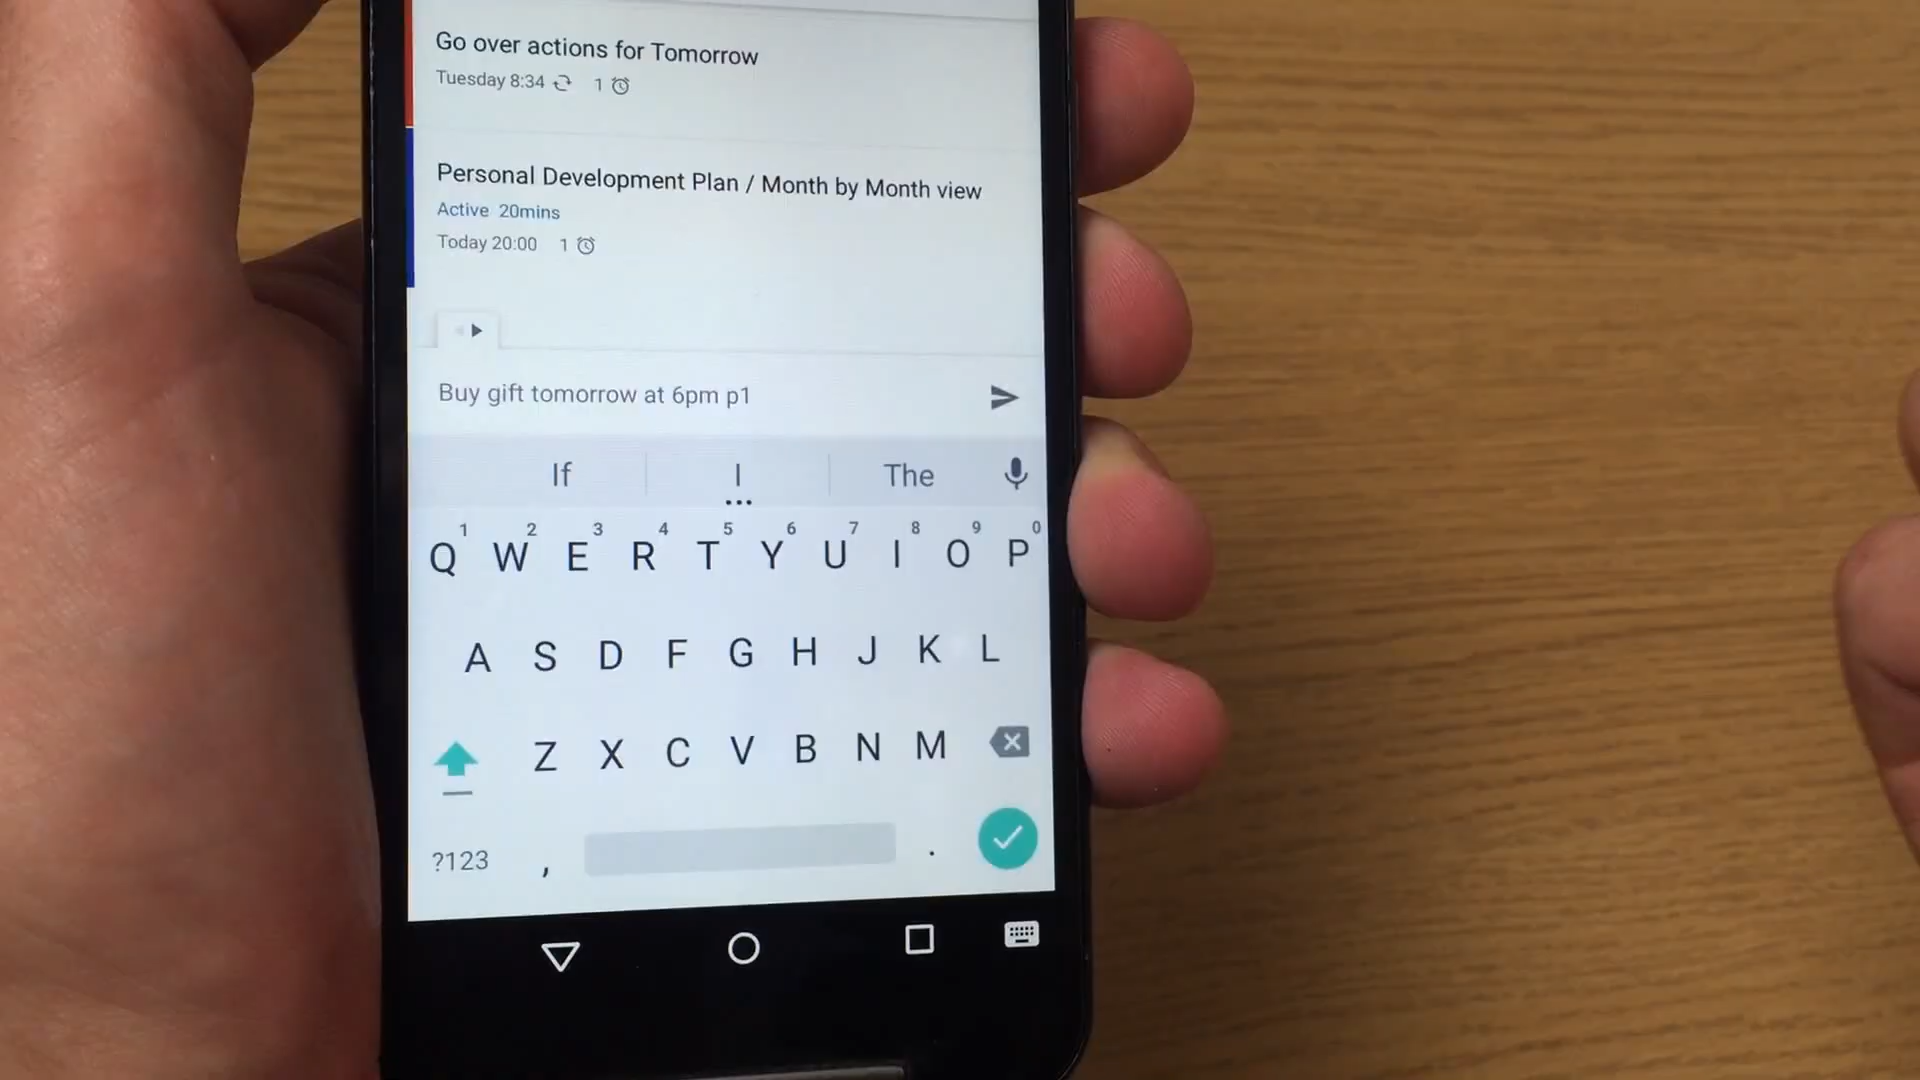 Go over actions for Tomorrow
Tuesday 8:34 1
Personal Development Plan / Month by Month view
Active 20mins
Today 20:00 1
Buy gift tomorrow at 6pm p1
If I The
1 2 3 4 5 6 7 8 9 0
Q W E R T Y U I O P
A S D F G H J K L
Z X C V B N M
?123 , .